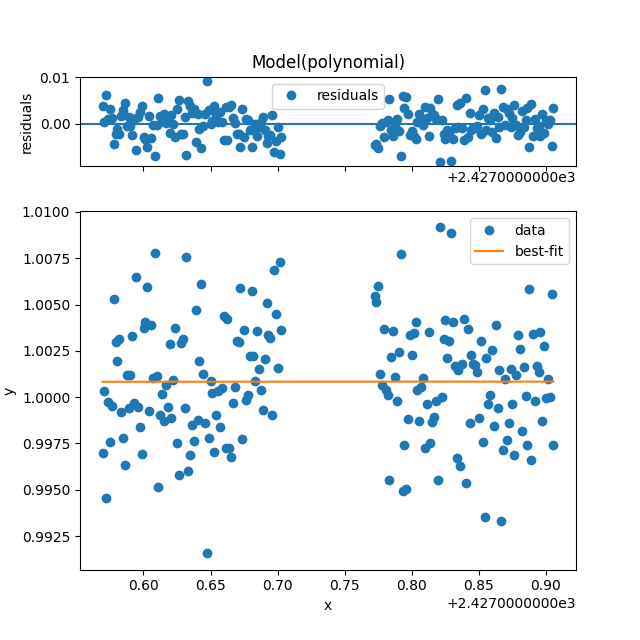 Model(polynomial)
0.01
0.00
residuals
residuals
+2.4270000000e3
1.0100
1.0075
1.0050
1.0025
1.0000
0.9975
0.9950
0.9925
y
data
best-fit
0.60 0.65 0.70 0.75 0.80 0.85 0.90
x
+2.4270000000e3